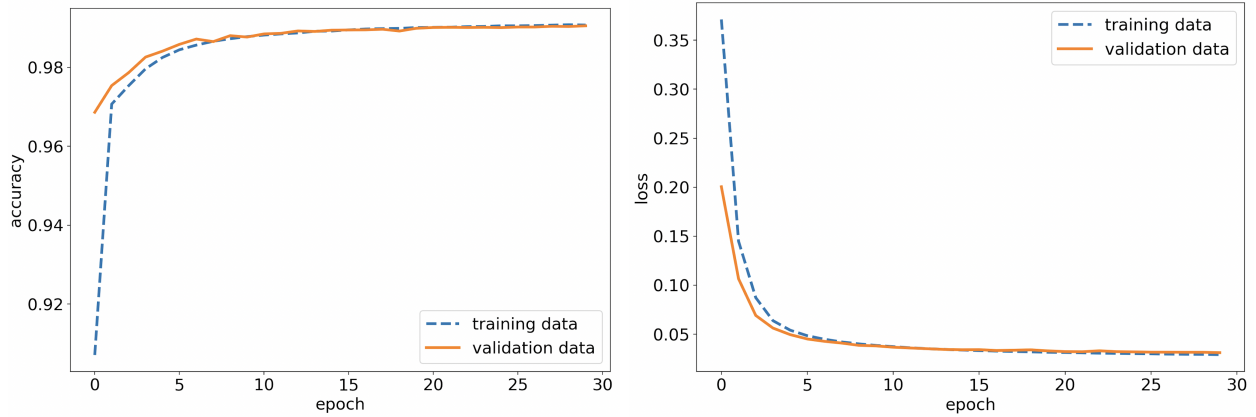 0.98
0.96
0.94
0.92
accuracy
0 5 10 15 20 25 30
epoch
training data
validation data
0.35
0.30
0.25
0.20
0.15
0.10
0.05
loss
0 5 10 15 20 25 30
epoch
training data
validation data